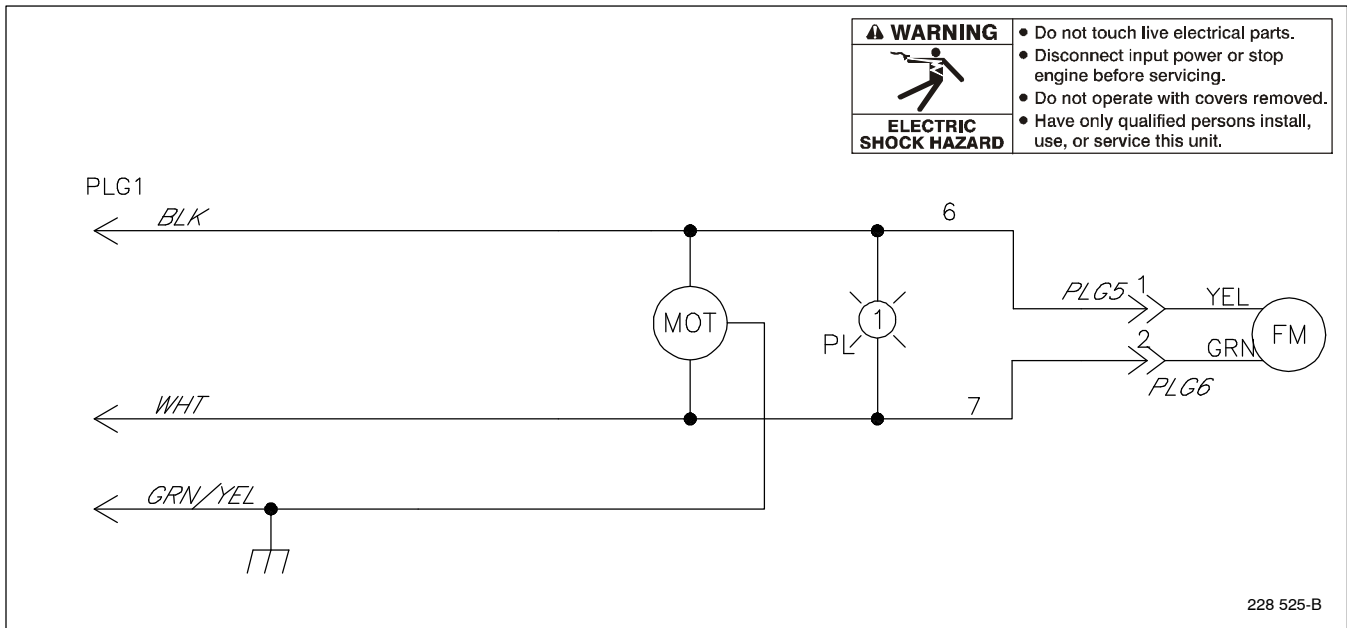 WARNING
ELECTRIC
SHOCK HAZARD
• Do not touch live electrical parts.
• Disconnect input power or stop
engine before servicing.
• Do not operate with covers removed.
• Have only qualified persons install,
use, or service this unit.
PLG1
BLK
6
PLG5
1
YEL
MOT
1
PL
FM
2
GRN
PLG6
WHT
7
GRN/YEL
228 525-B